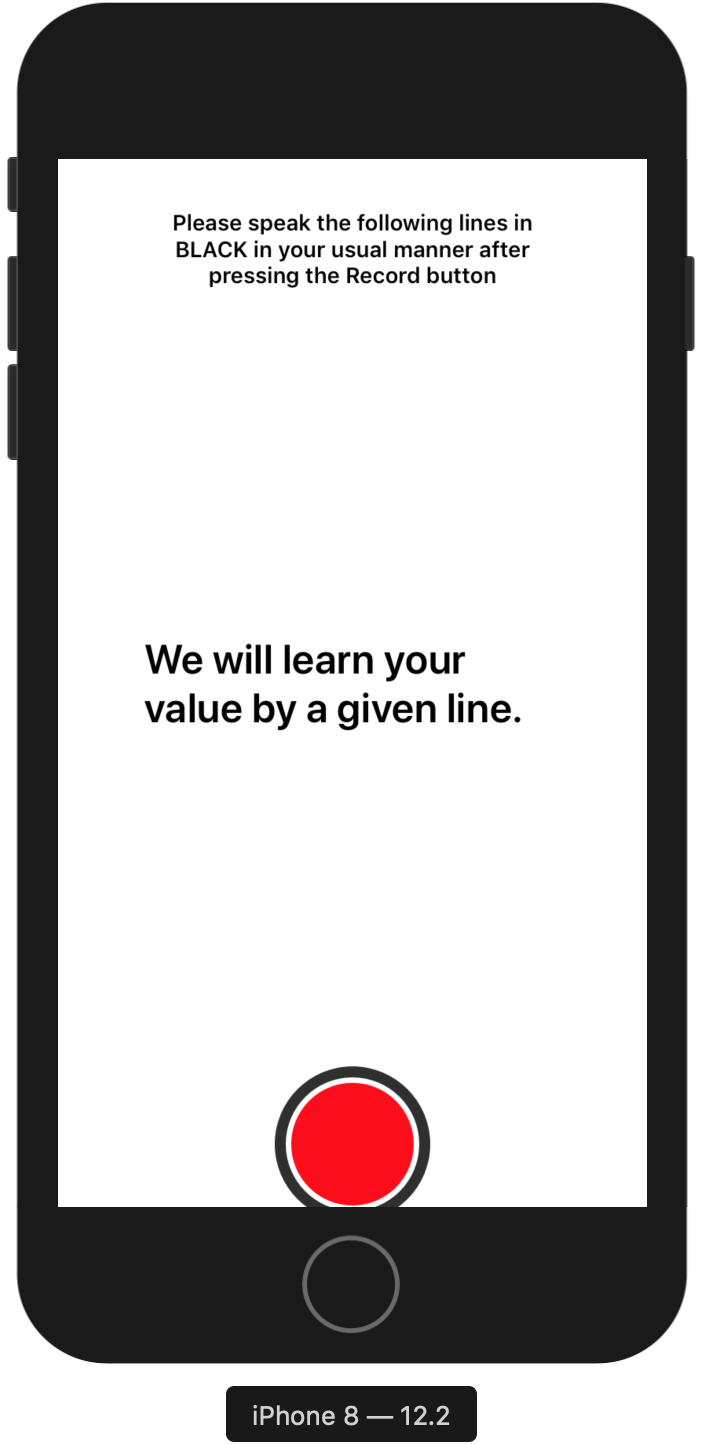 Please speak the following lines in
BLACK in your usual manner after
pressing the Record button
We will learn your
value by a given line.
iPhone 8 — 12.2